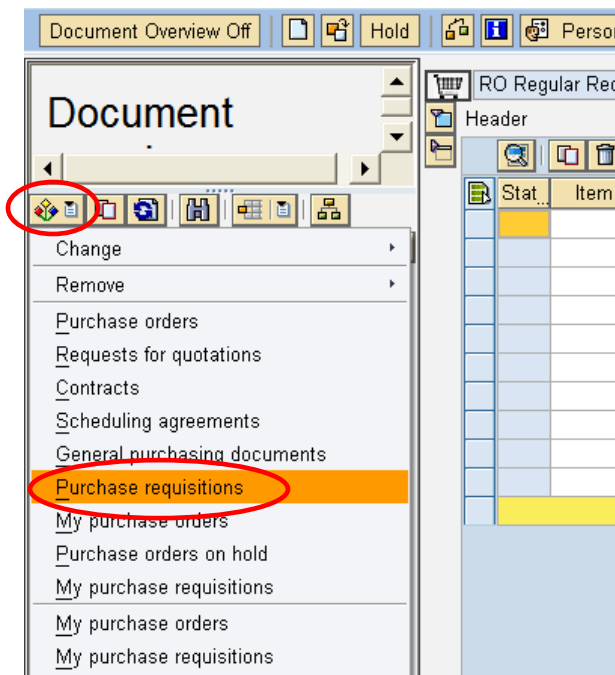 Document Overview Off Hold
Document
RO Regular Rec
Header
Stat.. Item
Change
Remove
Purchase orders
Requests for quotations
Contracts
Scheduling agreements
General purchasing documents
Purchase requisitions
My purchase orders
Purchase orders on hold
My purchase requisitions
My purchase orders
My purchase requisitions